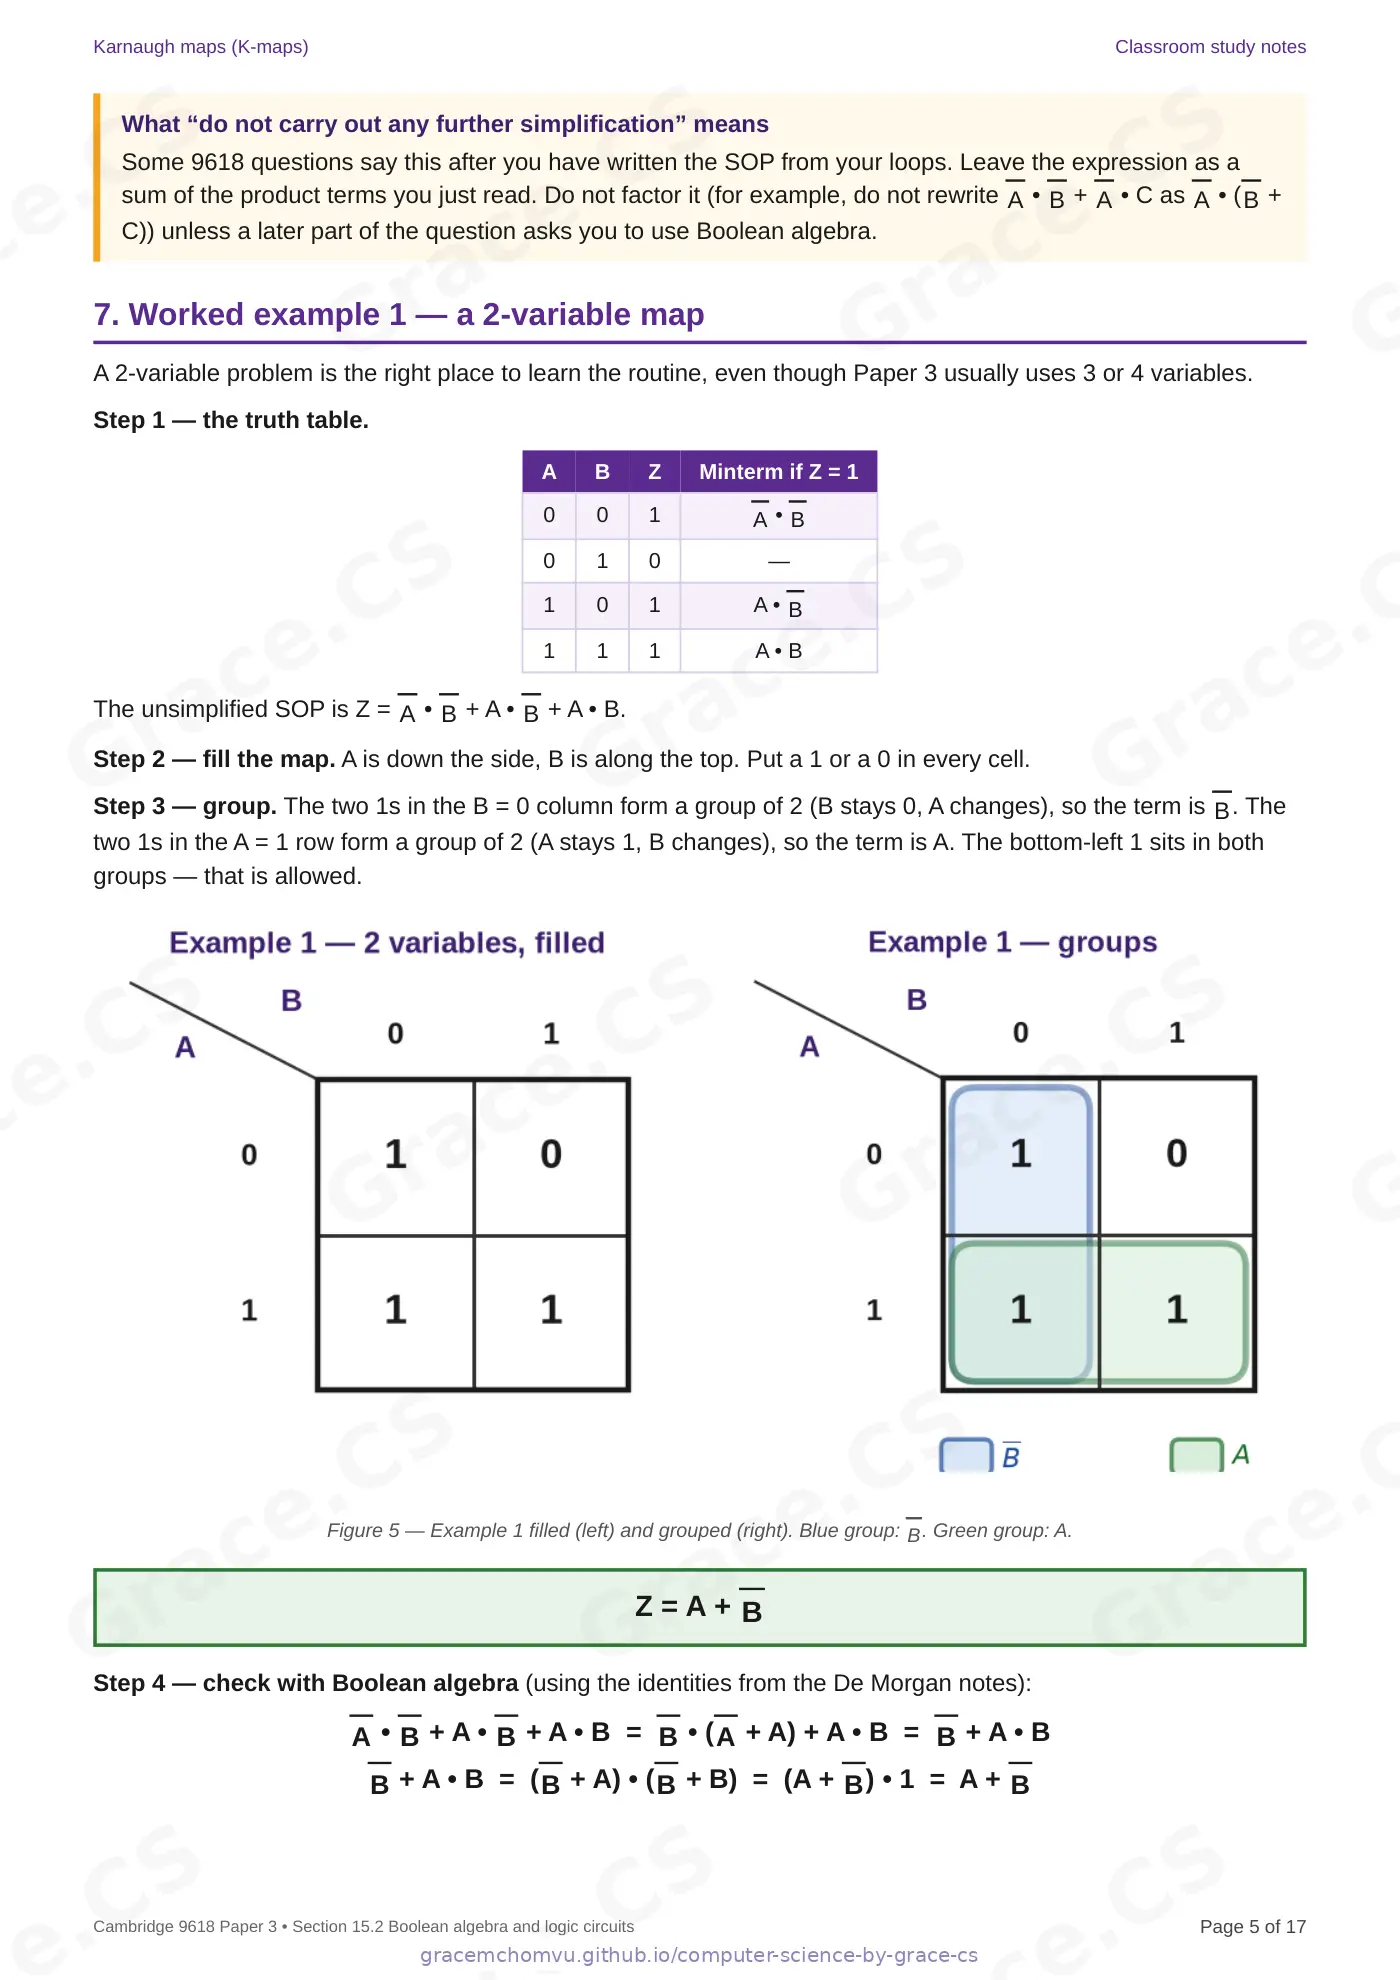 Karnaugh maps (K-maps)
Classroom study notes
What “do not carry out any further simplification” means
Some 9618 questions say this after you have written the SOP from your loops. Leave the expression as a
sum of the product terms you just read. Do not factor it (for example, do not rewrite A̅ • B̅ + A̅ • C as A̅ • (B̅ +
C)) unless a later part of the question asks you to use Boolean algebra.
7. Worked example 1 — a 2-variable map
A 2-variable problem is the right place to learn the routine, even though Paper 3 usually uses 3 or 4 variables.
Step 1 — the truth table.
A B Z Minterm if Z = 1
0 0 1 A̅ • B̅
0 1 0 —
1 0 1 A • B̅
1 1 1 A • B
The unsimplified SOP is Z = A̅ • B̅ + A • B̅ + A • B.
Step 2 — fill the map. A is down the side, B is along the top. Put a 1 or a 0 in every cell.
Step 3 — group. The two 1s in the B = 0 column form a group of 2 (B stays 0, A changes), so the term is B̅. The
two 1s in the A = 1 row form a group of 2 (A stays 1, B changes), so the term is A. The bottom-left 1 sits in both
groups — that is allowed.
Example 1 — 2 variables, filled
B
A
0 1
0 1 0
1 1 1
Example 1 — groups
B
A
0 1
0 1 0
1 1 1
B̅ A
Figure 5 — Example 1 filled (left) and grouped (right). Blue group: B̅. Green group: A.
Z = A + B̅
Step 4 — check with Boolean algebra (using the identities from the De Morgan notes):
A̅ • B̅ + A • B̅ + A • B = B̅ • (A̅ + A) + A • B = B̅ + A • B
B̅ + A • B = (B̅ + A) • (B̅ + B) = (A + B̅) • 1 = A + B̅
Cambridge 9618 Paper 3 • Section 15.2 Boolean algebra and logic circuits
Page 5 of 17
gracemchomvu.github.io/computer-science-by-grace-cs
Grace.CS